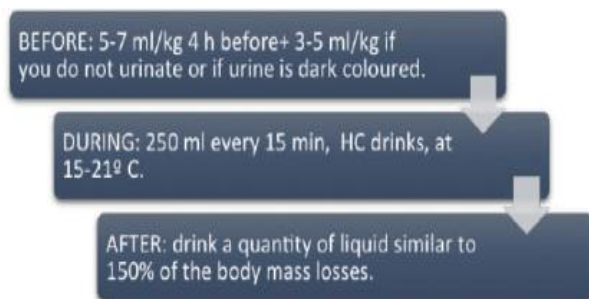 BEFORE: 5-7 ml/kg 4 h before+ 3-5 ml/kg if
you do not urinate or if urine is dark coloured.
DURING: 250 ml every 15 min, HC drinks, at
15-21º C.
AFTER: drink a quantity of liquid similar to
150% of the body mass losses.